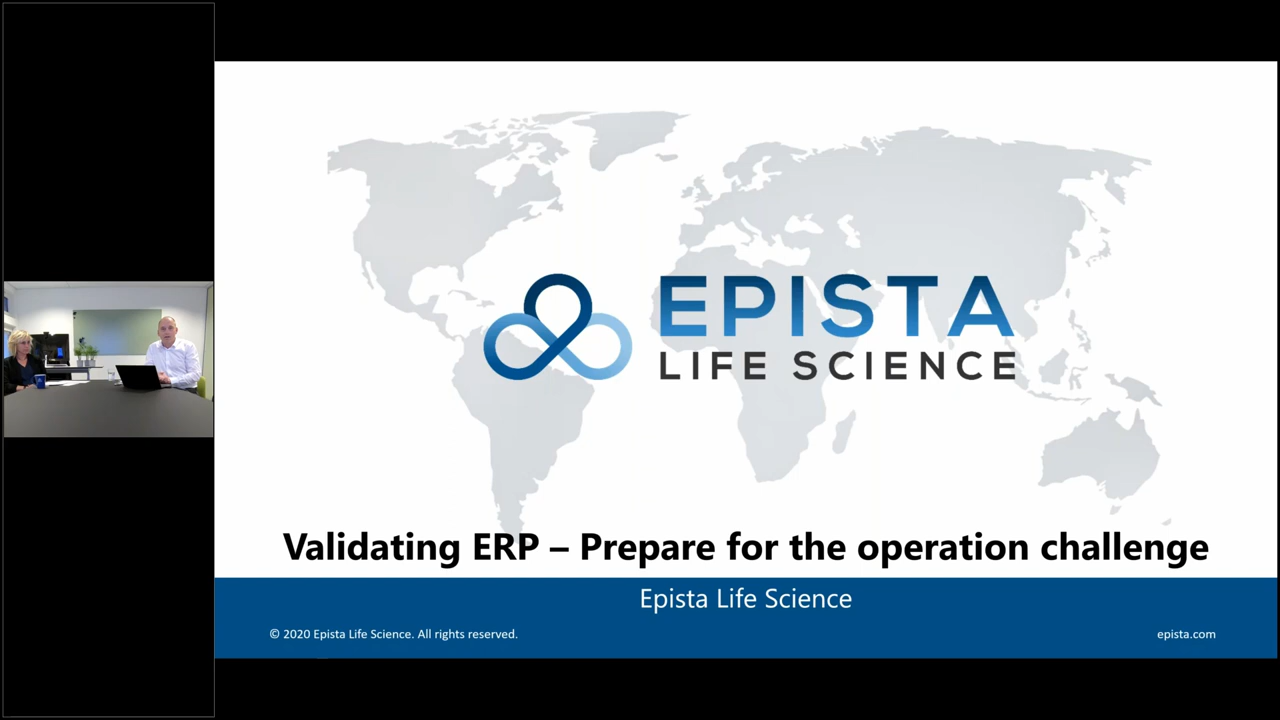 EPISTA
LIFE SCIENCE
Validating ERP – Prepare for the operation challenge
Epista Life Science
© 2020 Epista Life Science. All rights reserved.
epista.com